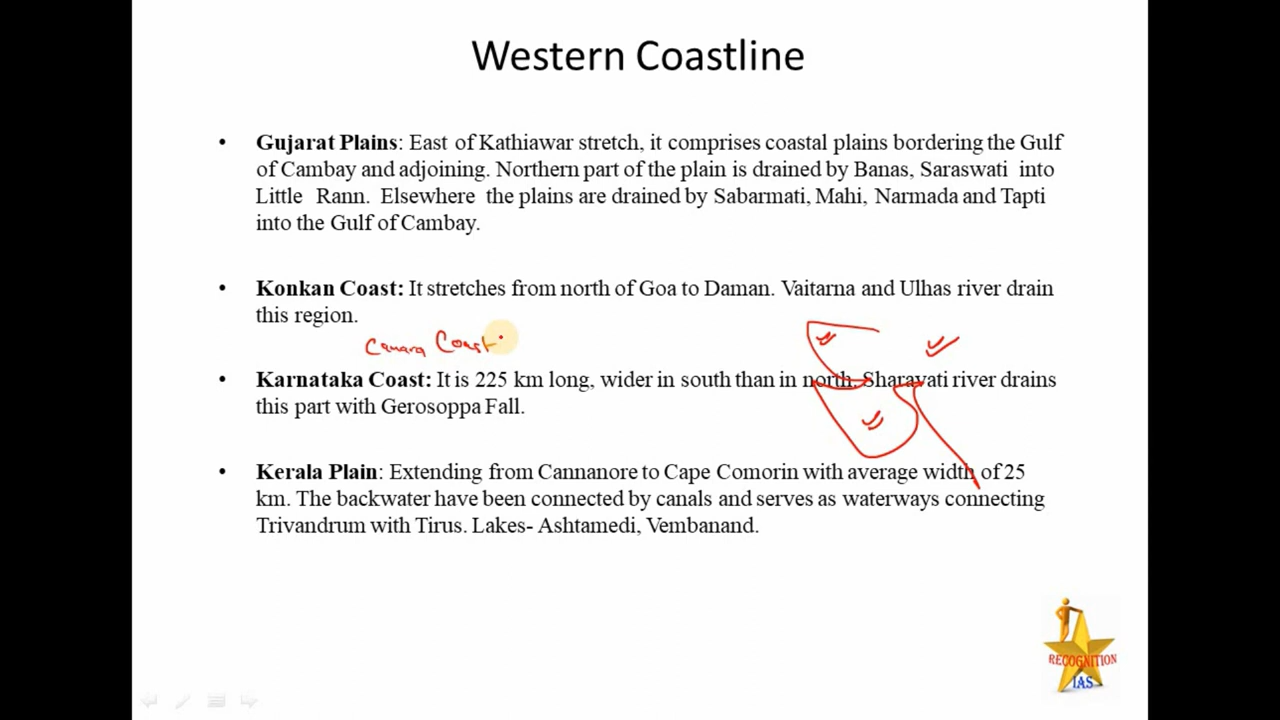 Western Coastline
• Gujarat Plains: East of Kathiawar stretch, it comprises coastal plains bordering the Gulf
of Cambay and adjoining. Northern part of the plain is drained by Banas, Saraswati into
Little Rann. Elsewhere the plains are drained by Sabarmati, Mahi, Narmada and Tapti
into the Gulf of Cambay.
• Konkan Coast: It stretches from north of Goa to Daman. Vaitarna and Ulhas river drain
this region.
Canara Coast
• Karnataka Coast: It is 225 km long, wider in south than in north. Sharavati river drains
this part with Gerosoppa Fall.
• Kerala Plain: Extending from Cannanore to Cape Comorin with average width of 25
km. The backwater have been connected by canals and serves as waterways connecting
Trivandrum with Tirus. Lakes- Ashtamedi, Vembanand.
RECOGNITION
IAS